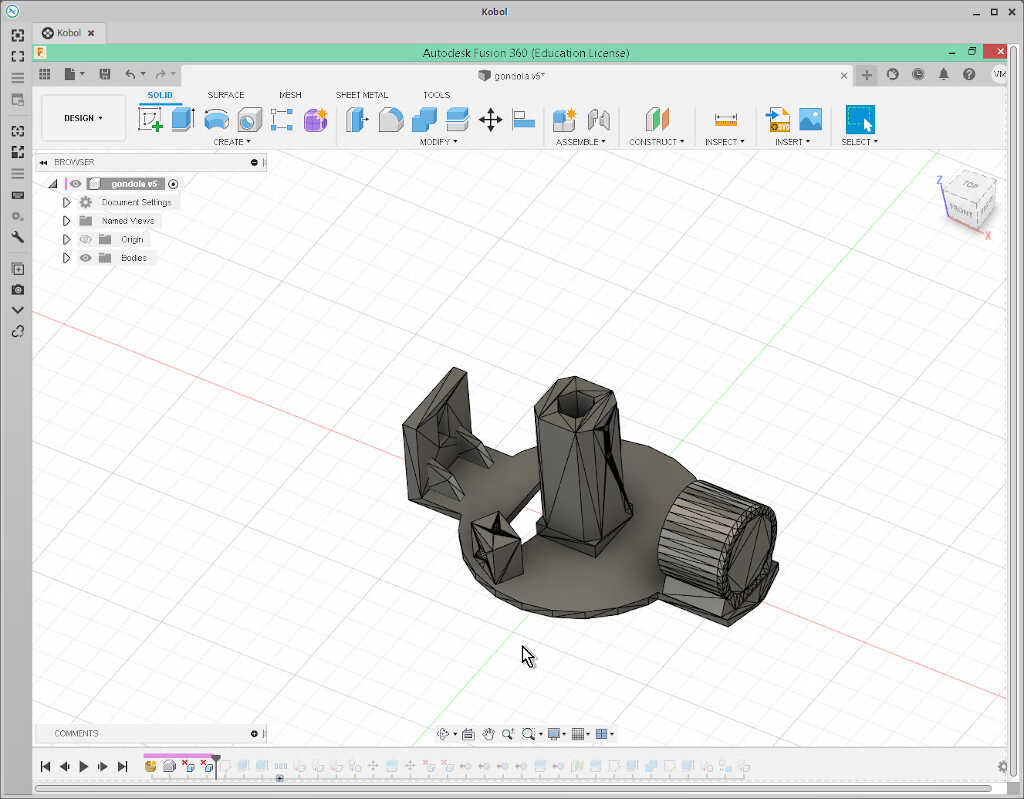 Kobol
Kobol
F
Autodesk Fusion 360 (Education License)
gondola v5*
VM
DESIGN
SOLID SURFACE MESH SHEET METAL TOOLS
CREATE MODIFY ASSEMBLE CONSTRUCT INSPECT INSERT SELECT
BROWSER
gondola v5
Document Settings
Named Views
Origin
Bodies
Z
TOP
FRONT
X
COMMENTS